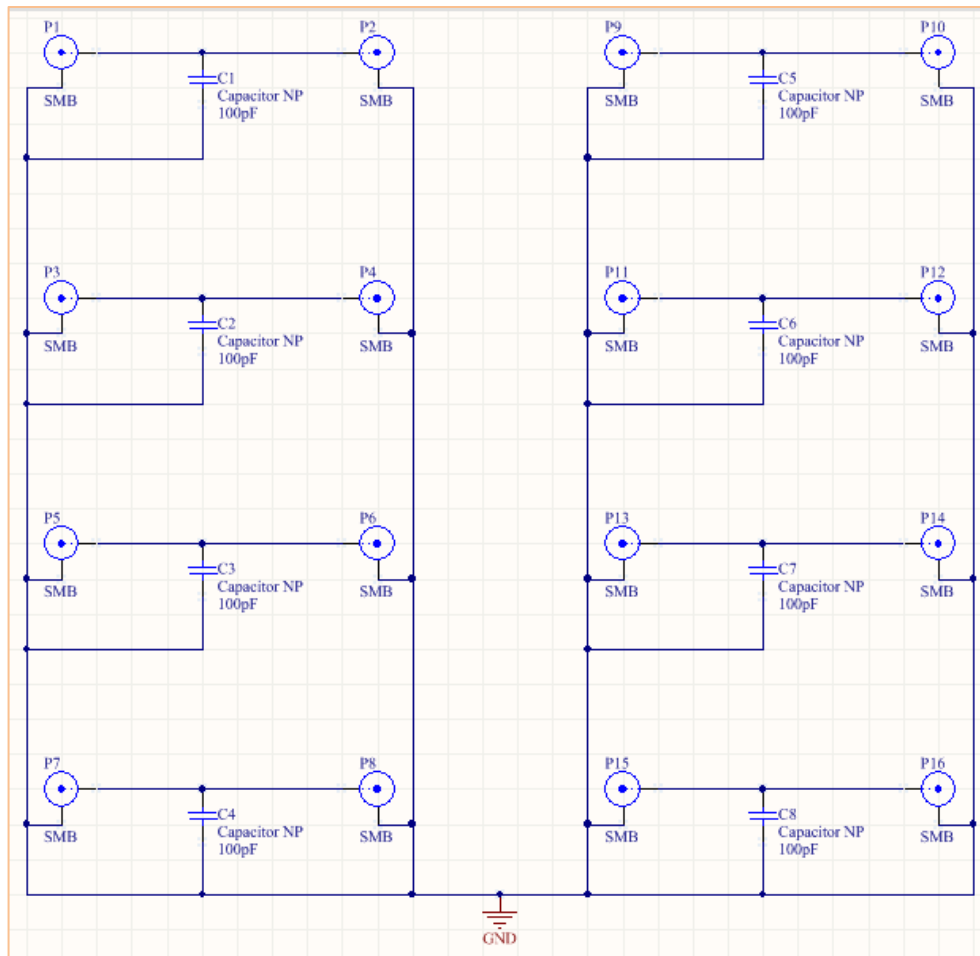 P1 P2 P9 P10
C1 C5
SMB Capacitor NP SMB SMB Capacitor NP SMB
100pF 100pF
P3 P4 P11 P12
C2 C6
SMB Capacitor NP SMB SMB Capacitor NP SMB
100pF 100pF
P5 P6 P13 P14
C3 C7
SMB Capacitor NP SMB SMB Capacitor NP SMB
100pF 100pF
P7 P8 P15 P16
C4 C8
SMB Capacitor NP SMB SMB Capacitor NP SMB
100pF 100pF
GND